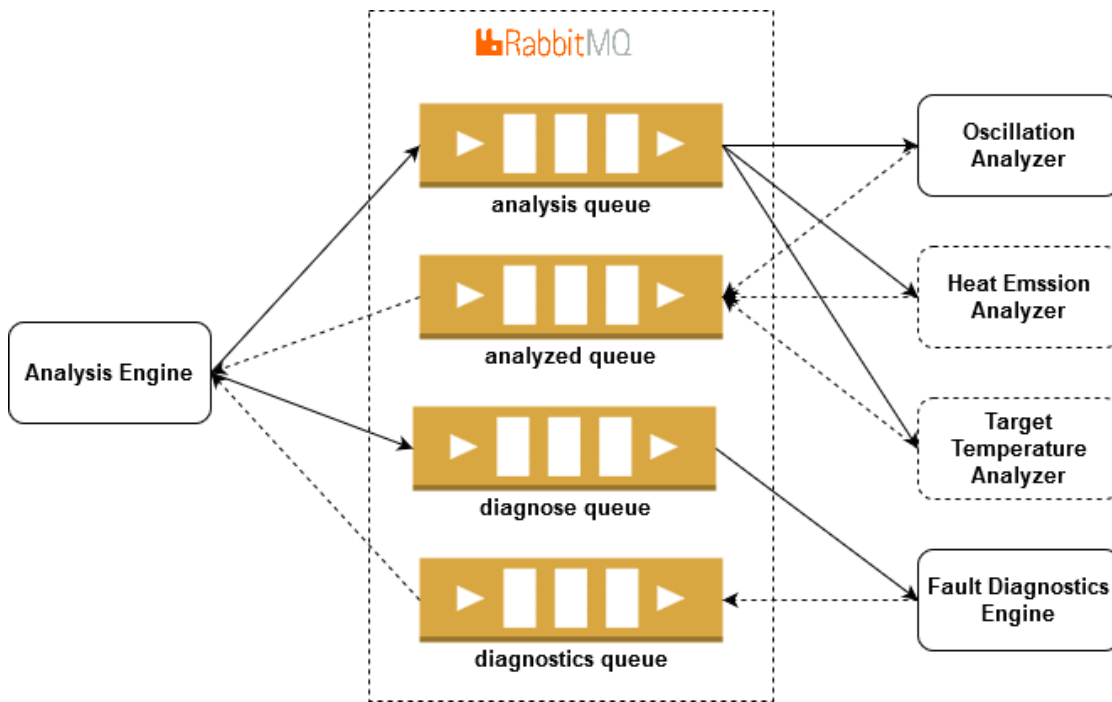 RabbitMQ
Oscillation
Analyzer
analysis queue
Heat Emssion
Analyzer
analyzed queue
Analysis Engine
Target
Temperature
Analyzer
diagnose queue
Fault Diagnostics
Engine
diagnostics queue